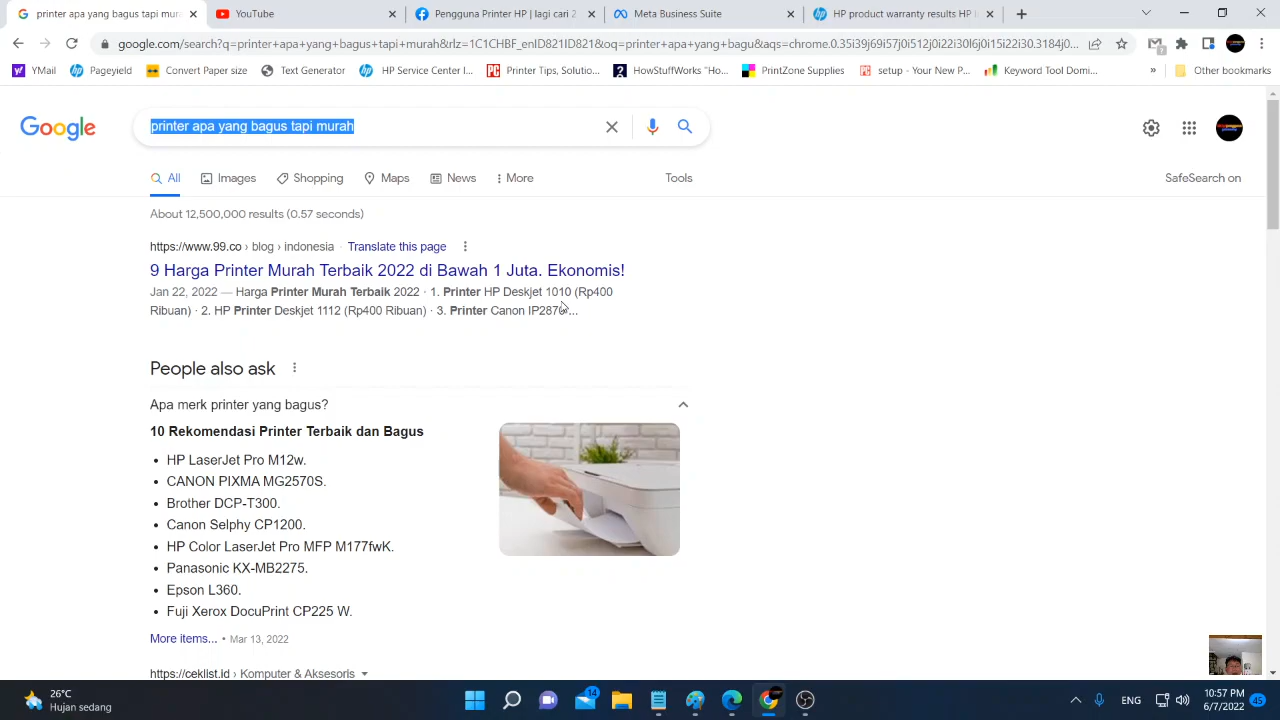 printer apa yang bagus tapi mur
YouTube
Pengguna Printer HP | lagi cari 2
Meta Business Suite
HP product warranty results HP
google.com/search?q=printer+apa+yang+bagus+tapi+murah&rlz=1C1CHBF_enID821ID821&oq=printer+apa+yang+bagu&aqs=chrome.0.35i39j69i57j0i512j0i22i30l5j0i15i22i30.3184j0...
YMail
Pageyield
Convert Paper size
Text Generator
HP Service Center I...
Printer Tips, Solutio...
HowStuffWorks "Ho...
PrintZone Supplies
setup - Your New P...
Keyword Tool Domi...
»
Other bookmarks
Google
printer apa yang bagus tapi murah
All
Images
Shopping
Maps
News
More
Tools
SafeSearch on
About 12,500,000 results (0.57 seconds)
https://www.99.co › blog › indonesia · Translate this page
9 Harga Printer Murah Terbaik 2022 di Bawah 1 Juta. Ekonomis!
Jan 22, 2022 — Harga Printer Murah Terbaik 2022 · 1. Printer HP Deskjet 1010 (Rp400
Ribuan) · 2. HP Printer Deskjet 1112 (Rp400 Ribuan) · 3. Printer Canon IP2870 ...
People also ask
Apa merk printer yang bagus?
10 Rekomendasi Printer Terbaik dan Bagus
• HP LaserJet Pro M12w.
• CANON PIXMA MG2570S.
• Brother DCP-T300.
• Canon Selphy CP1200.
• HP Color LaserJet Pro MFP M177fwK.
• Panasonic KX-MB2275.
• Epson L360.
• Fuji Xerox DocuPrint CP225 W.
More items... • Mar 13, 2022
https://ceklist.id › Komputer & Aksesoris
26°C
Hujan sedang
14
ENG
10:57 PM
6/7/2022
45